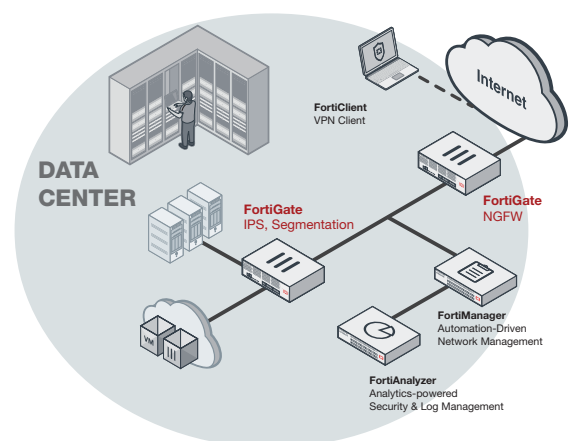 FortiClient
VPN Client
Internet
DATA
CENTER
FortiGate
IPS, Segmentation
FortiGate
NGFW
VM
FortiManager
Automation-Driven
Network Management
FortiAnalyzer
Analytics-powered
Security & Log Management